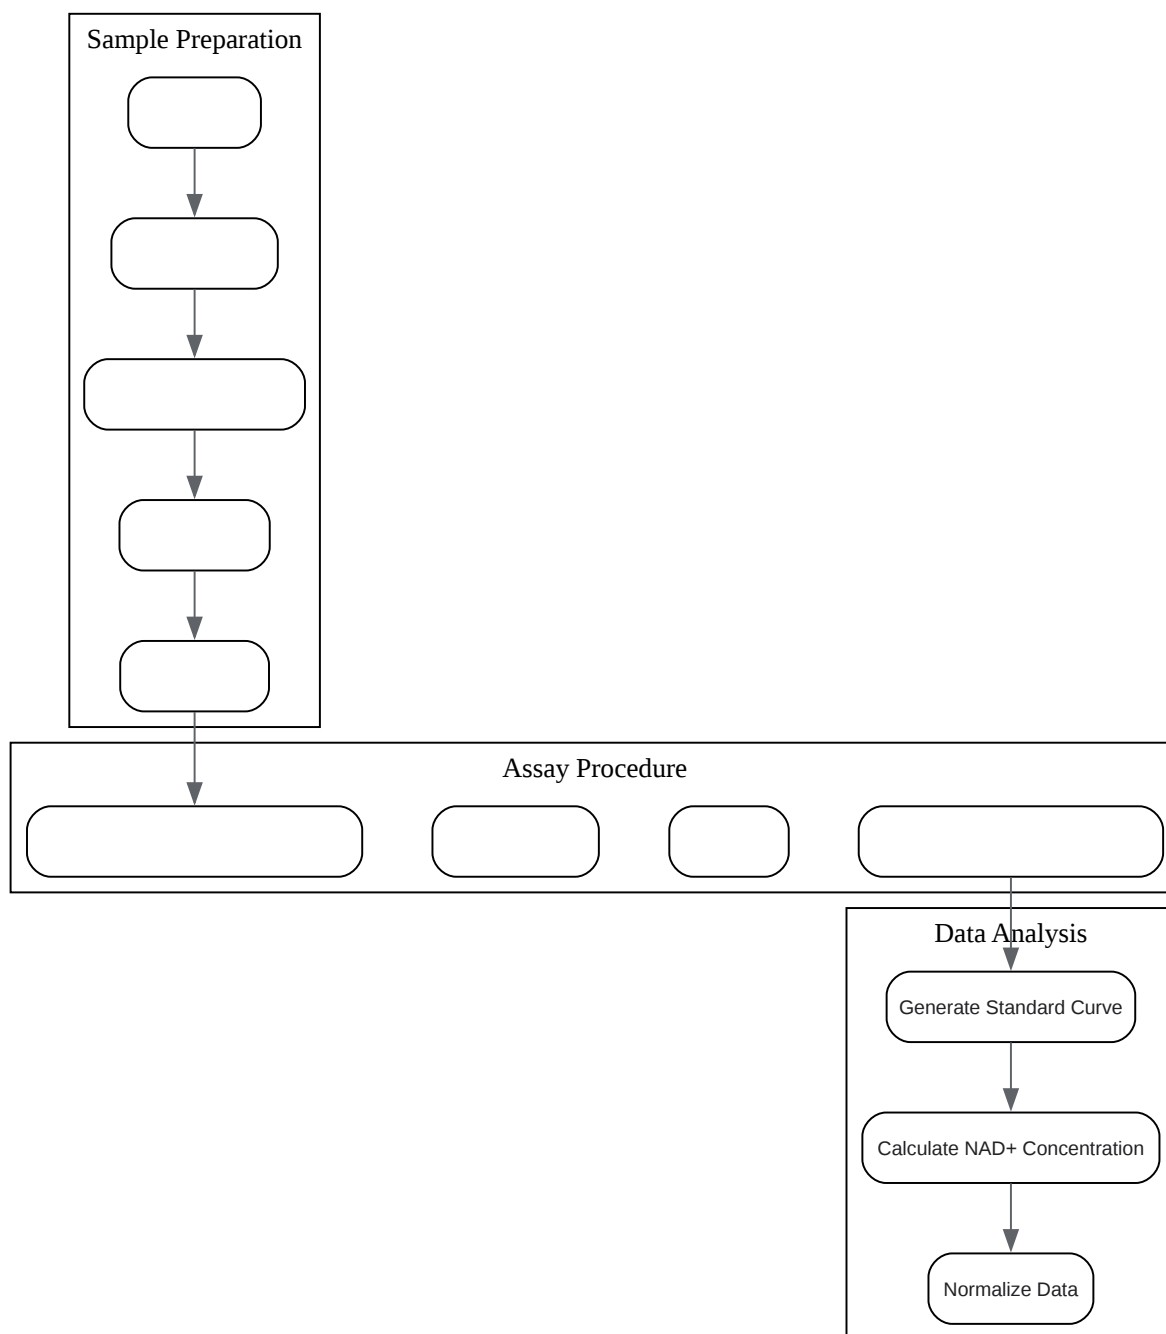 Sample Preparation
Assay Procedure
Data Analysis
Generate Standard Curve
Calculate NAD+ Concentration
Normalize Data